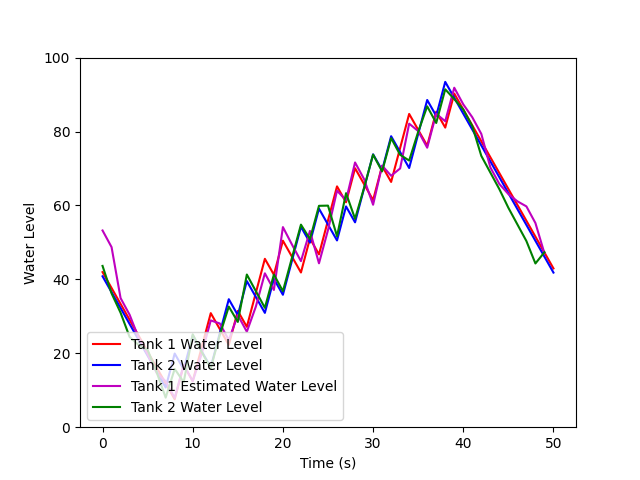 100
80
60
40
20
0
Water Level
Tank 1 Water Level
Tank 2 Water Level
Tank 1 Estimated Water Level
Tank 2 Water Level
0 10 20 30 40 50
Time (s)